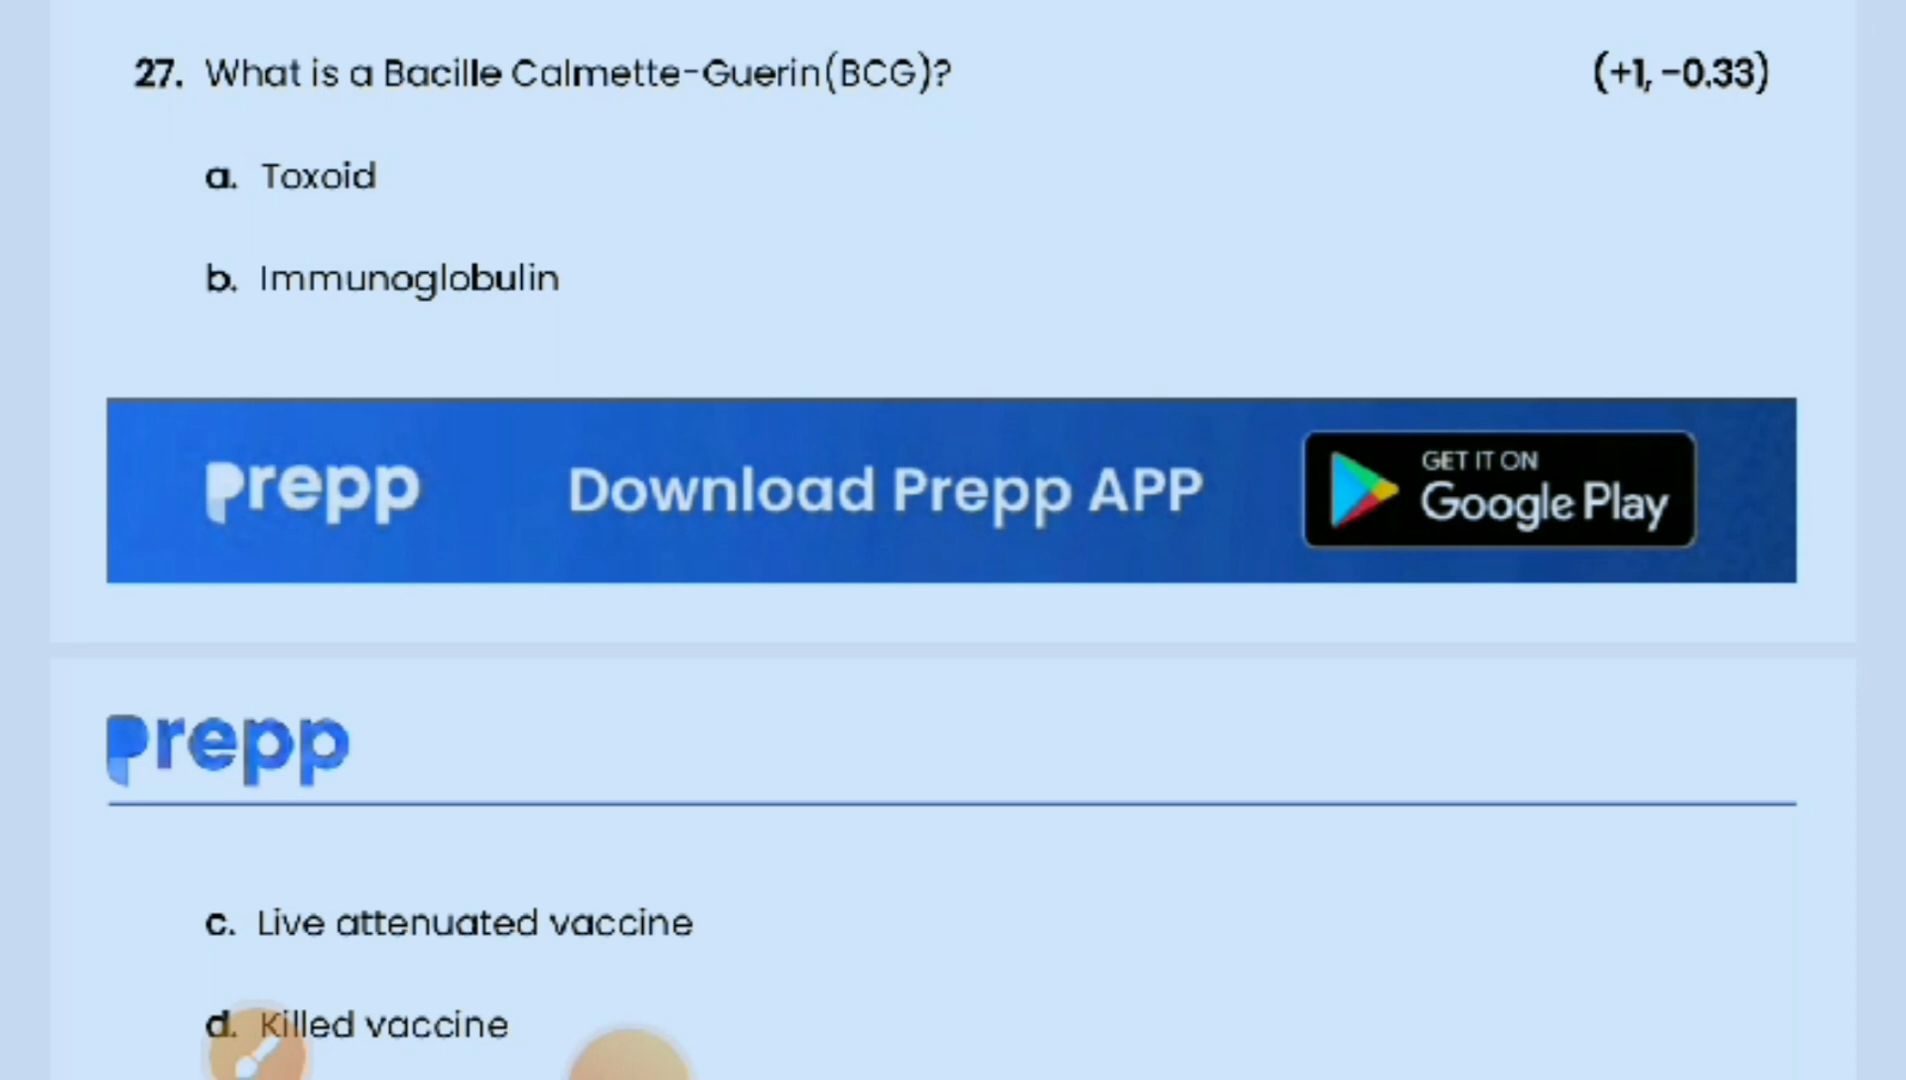 27. What is a Bacille Calmette-Guerin(BCG)? (+1, -0.33)
a. Toxoid
b. Immunoglobulin
prepp Download Prepp APP GET IT ON Google Play
prepp
c. Live attenuated vaccine
d. Killed vaccine